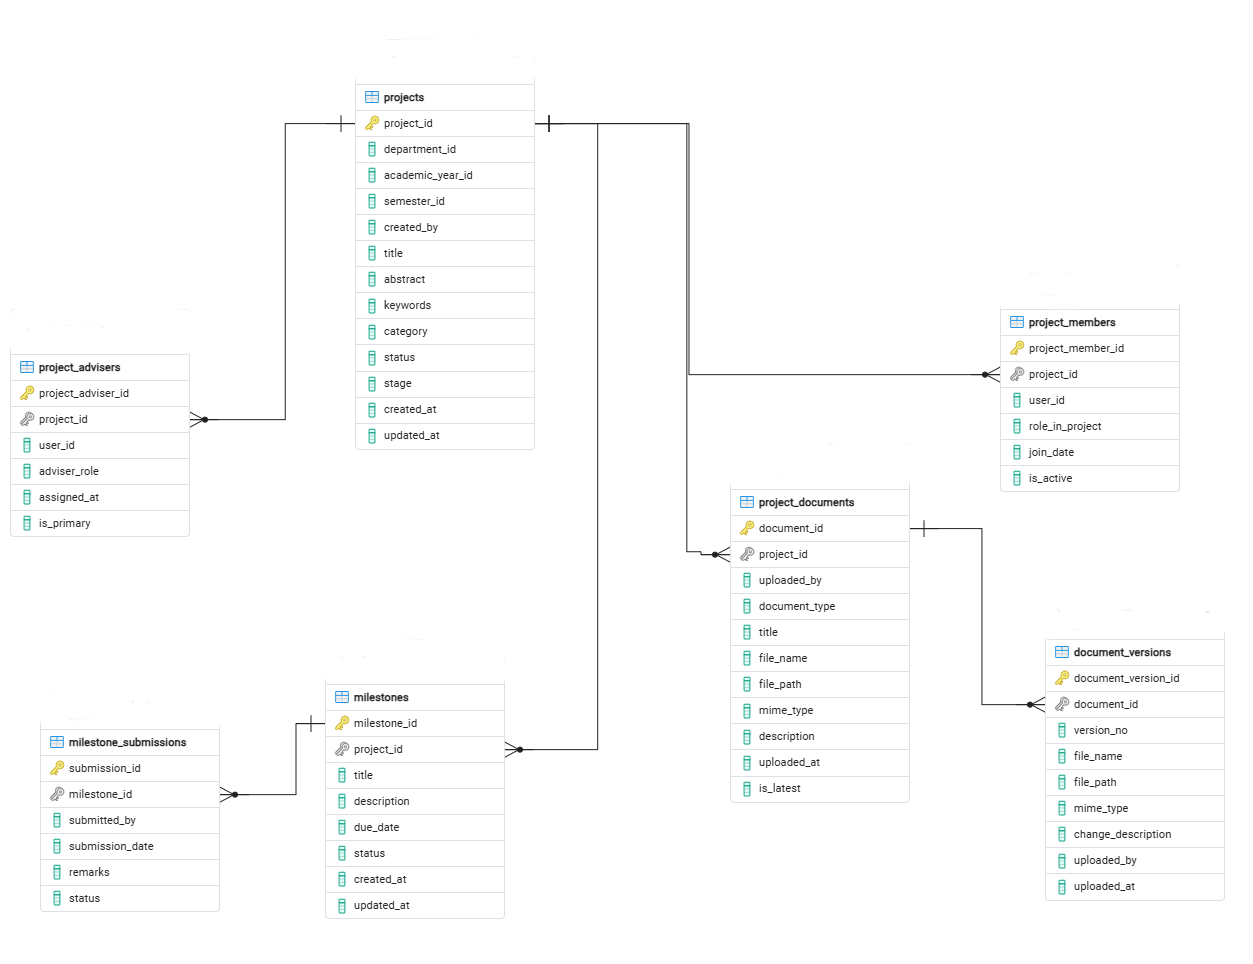 projects
project_id
department_id
academic_year_id
semester_id
created_by
title
abstract
keywords
category
status
stage
created_at
updated_at
project_advisers
project_adviser_id
project_id
user_id
adviser_role
assigned_at
is_primary
project_members
project_member_id
project_id
user_id
role_in_project
join_date
is_active
project_documents
document_id
project_id
uploaded_by
document_type
title
file_name
file_path
mime_type
description
uploaded_at
is_latest
document_versions
document_version_id
document_id
version_no
file_name
file_path
mime_type
change_description
uploaded_by
uploaded_at
milestones
milestone_id
project_id
title
description
due_date
status
created_at
updated_at
milestone_submissions
submission_id
milestone_id
submitted_by
submission_date
remarks
status